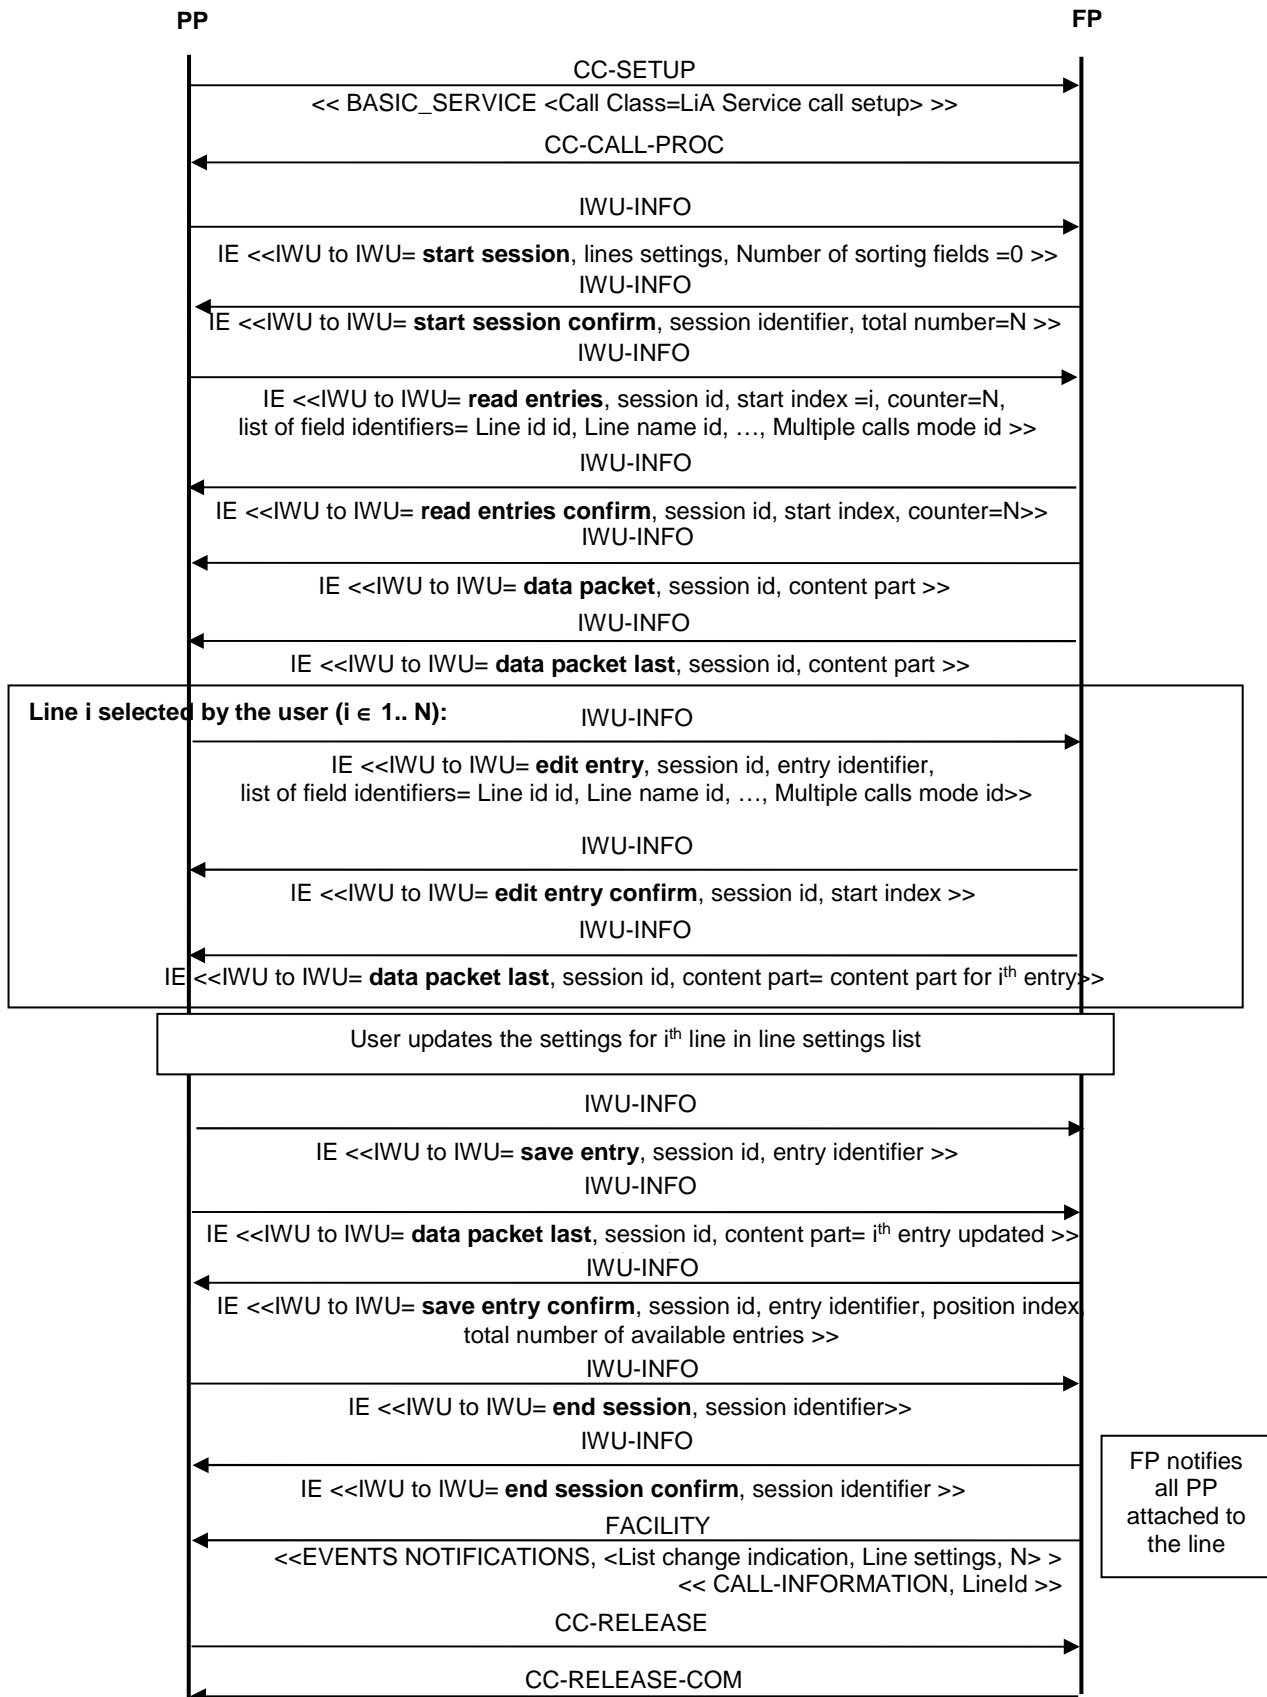 PP FP
CC-SETUP
<< BASIC_SERVICE <Call Class=LiA Service call setup> >>
CC-CALL-PROC
IWU-INFO
IE <<IWU to IWU= start session, lines settings, Number of sorting fields =0 >>
IWU-INFO
IE <<IWU to IWU= start session confirm, session identifier, total number=N >>
IWU-INFO
IE <<IWU to IWU= read entries, session id, start index =i, counter=N,
list of field identifiers= Line id id, Line name id, …, Multiple calls mode id >>
IWU-INFO
IE <<IWU to IWU= read entries confirm, session id, start index, counter=N>>
IWU-INFO
IE <<IWU to IWU= data packet, session id, content part >>
IWU-INFO
IE <<IWU to IWU= data packet last, session id, content part >>
Line i selected by the user (i ∈ 1.. N):
IWU-INFO
IE <<IWU to IWU= edit entry, session id, entry identifier,
list of field identifiers= Line id id, Line name id, …, Multiple calls mode id>>
IWU-INFO
IE <<IWU to IWU= edit entry confirm, session id, start index >>
IWU-INFO
IE <<IWU to IWU= data packet last, session id, content part= content part for ith entry>>
User updates the settings for ith line in line settings list
IWU-INFO
IE <<IWU to IWU= save entry, session id, entry identifier >>
IWU-INFO
IE <<IWU to IWU= data packet last, session id, content part= ith entry updated >>
IWU-INFO
IE <<IWU to IWU= save entry confirm, session id, entry identifier, position index,
total number of available entries >>
IWU-INFO
IE <<IWU to IWU= end session, session identifier>>
IWU-INFO
IE <<IWU to IWU= end session confirm, session identifier >>
FP notifies
all PP
attached to
the line
FACILITY
<<EVENTS NOTIFICATIONS, <List change indication, Line settings, N> >
<< CALL-INFORMATION, LineId >>
CC-RELEASE
CC-RELEASE-COM